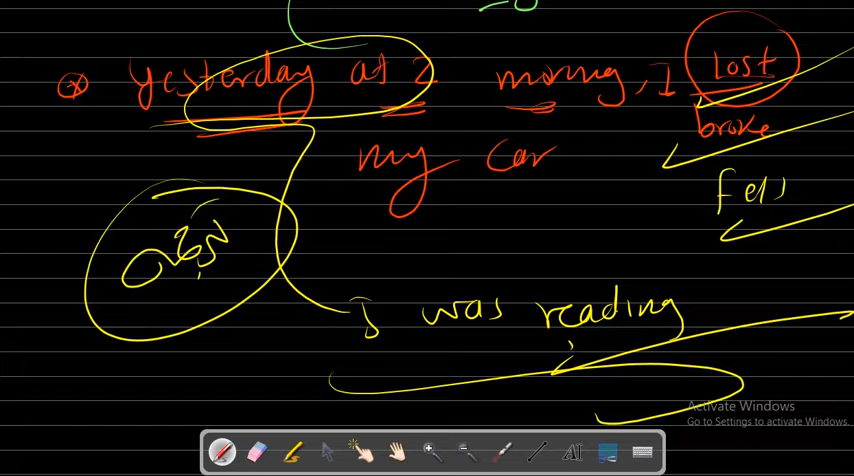 yesterday at 2 morning, I lost
broke
my car
fell
I was reading
Activate Windows
Go to Settings to activate Windows.
AI